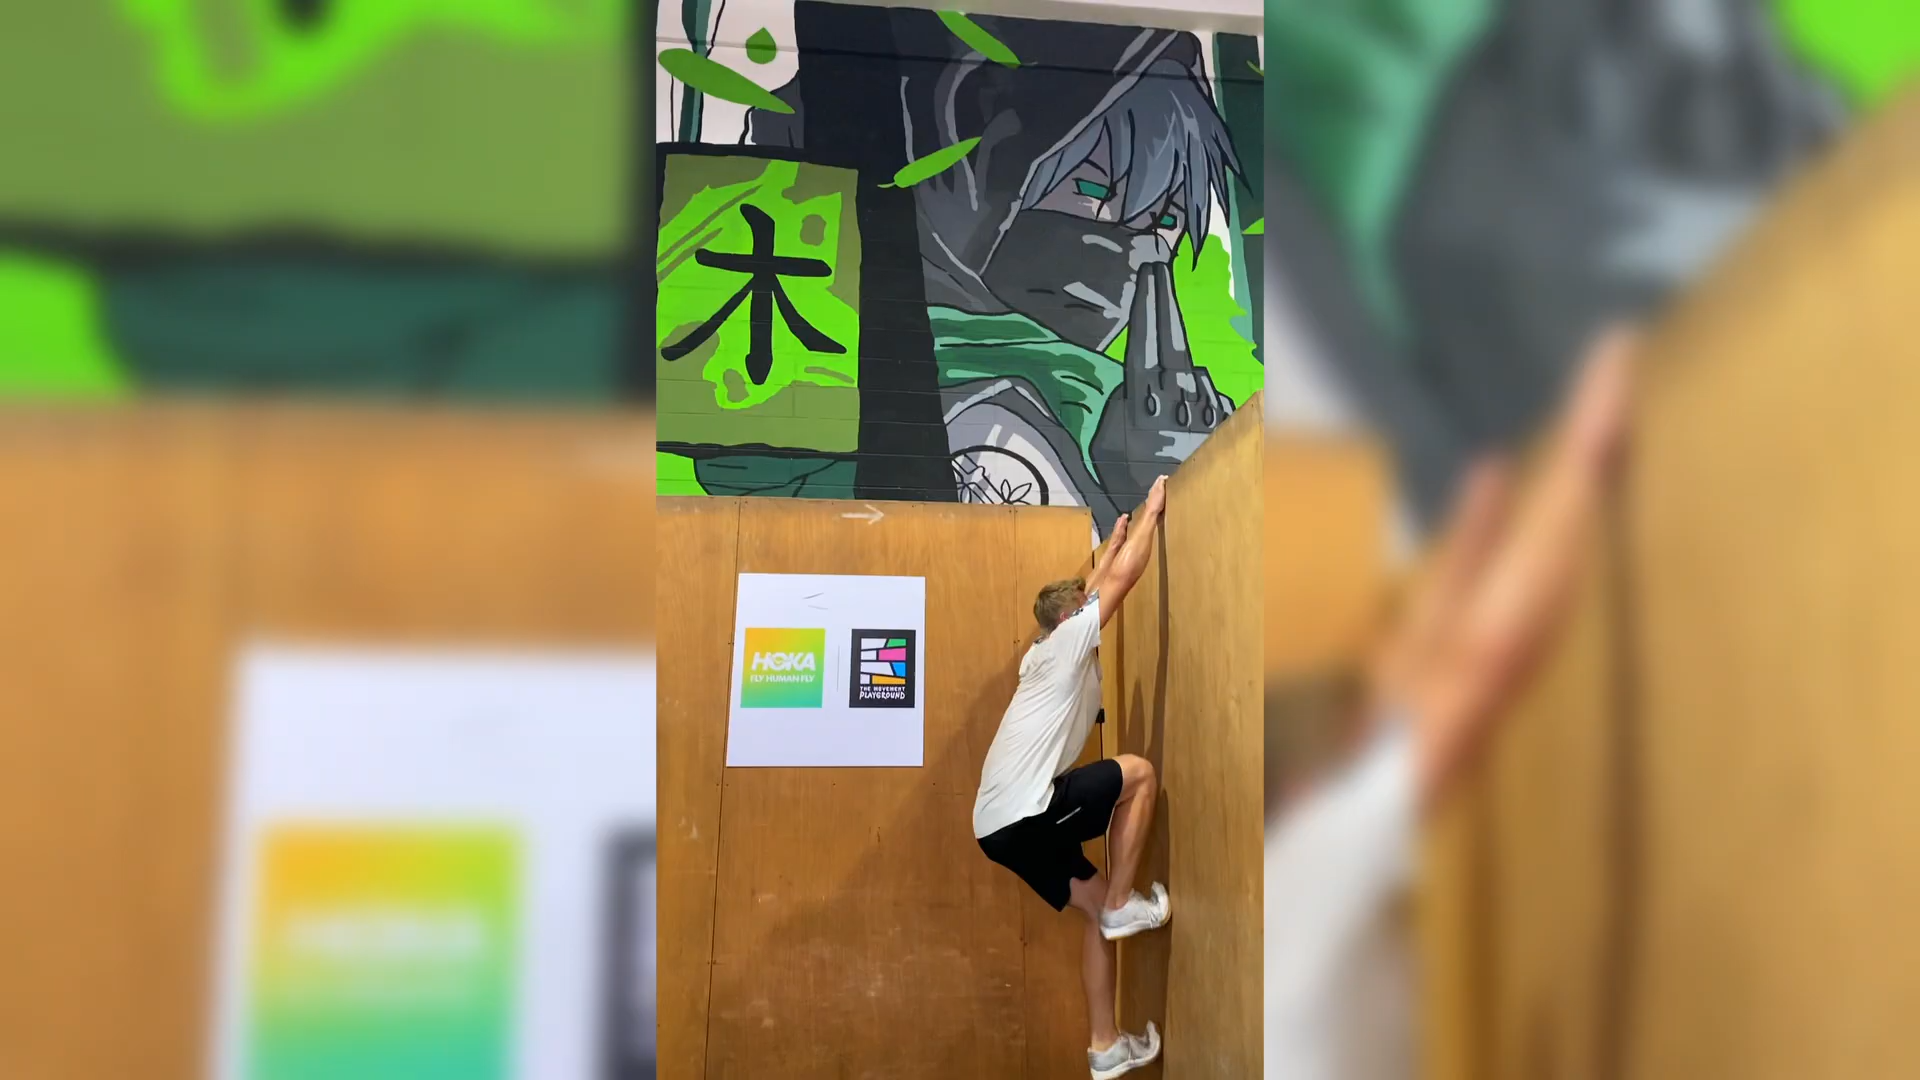 木
HOKA
FLY HUMAN FLY
THE MOVEMENT
PLAYGROUND